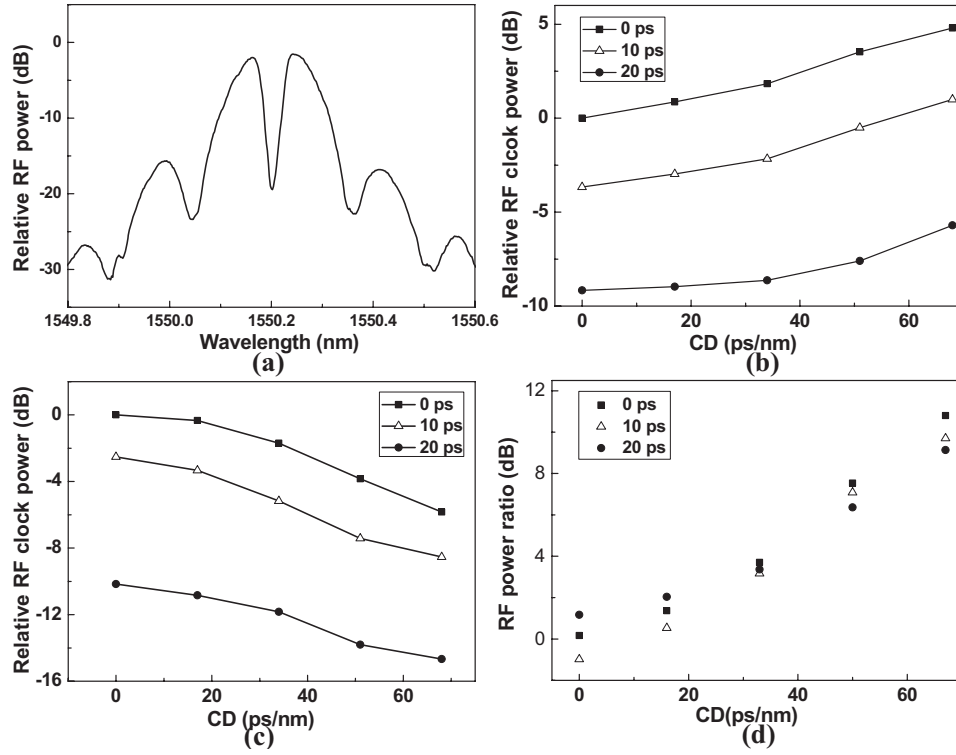 Relative RF power (dB)
0
-10
-20
-30
1549.8 1550.0 1550.2 1550.4 1550.6
Wavelength (nm)
(a)
Relative RF clcok power (dB)
5
0
-5
-10
0 ps
10 ps
20 ps
0 20 40 60
CD (ps/nm)
(b)
Relative RF clock power (dB)
0
-4
-8
-12
-16
0 ps
10 ps
20 ps
0 20 40 60
CD (ps/nm)
(c)
RF power ratio (dB)
12
8
4
0
0 ps
10 ps
20 ps
0 20 40 60
CD(ps/nm)
(d)